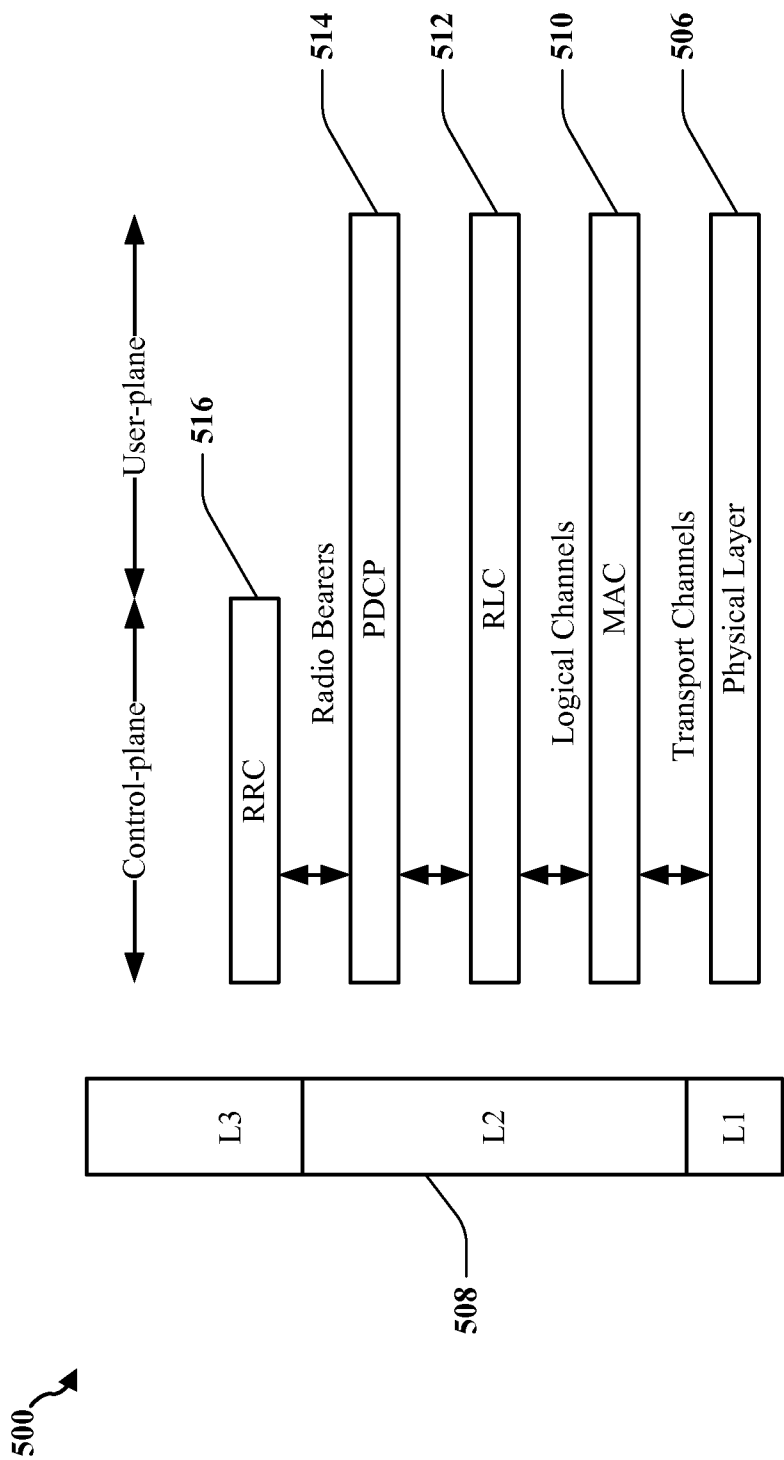 500
Control-plane
User-plane
516
RRC
L3
Radio Bearers
514
PDCP
508
L2
512
RLC
Logical Channels
510
MAC
Transport Channels
506
L1
Physical Layer